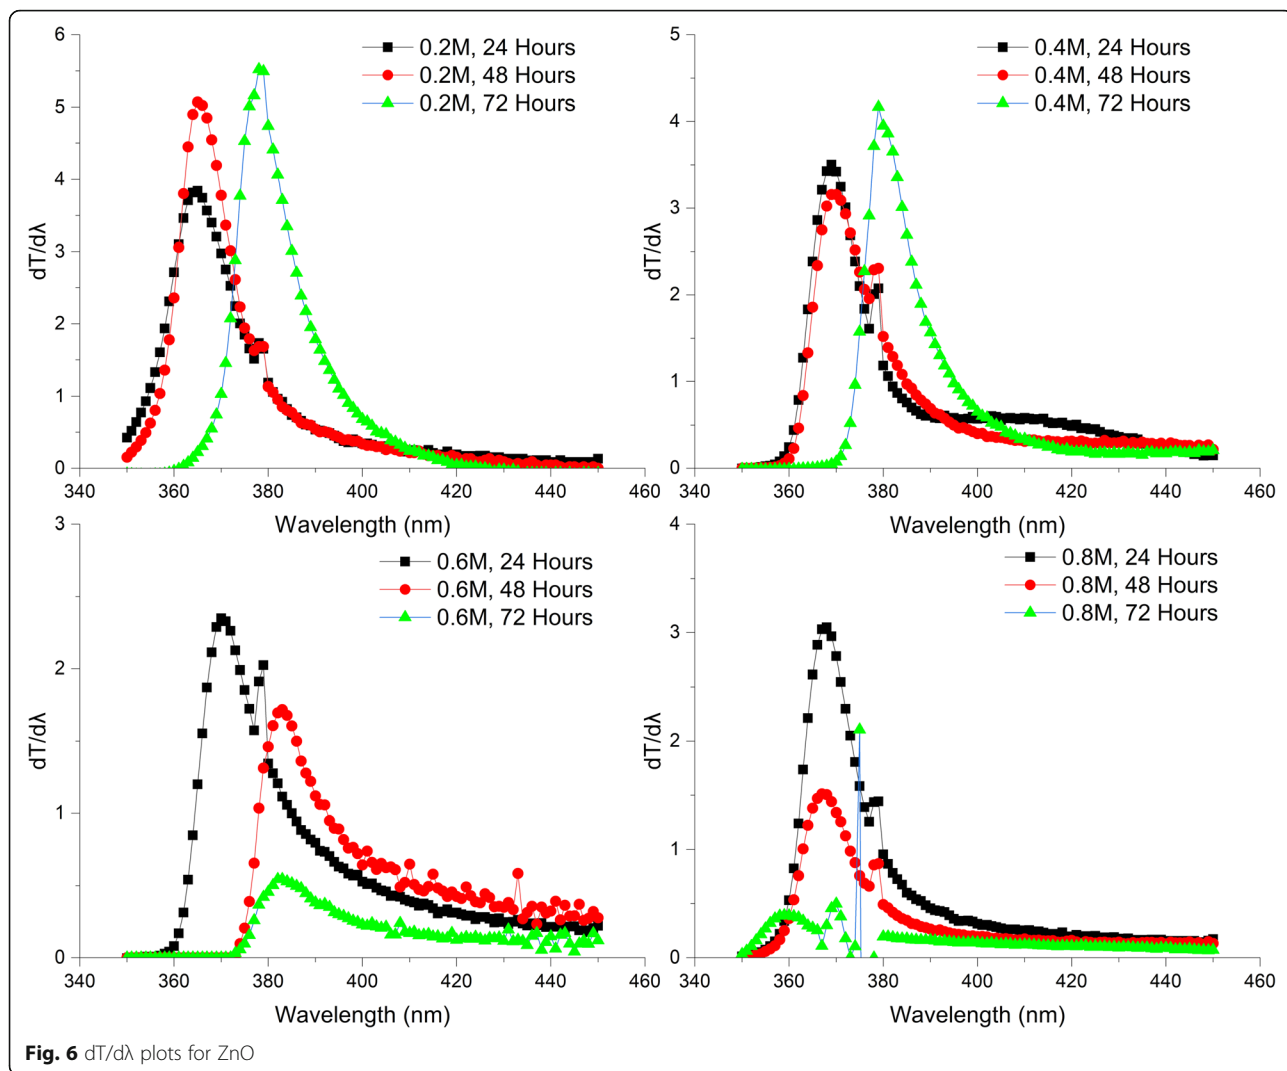 6
5
4
3
2
1
0
dT/dλ
0.2M, 24 Hours
0.2M, 48 Hours
0.2M, 72 Hours
340 360 380 400 420 440 460
Wavelength (nm)
5
4
3
2
1
0
dT/dλ
0.4M, 24 Hours
0.4M, 48 Hours
0.4M, 72 Hours
340 360 380 400 420 440 460
Wavelength (nm)
3
2
1
0
dT/dλ
0.6M, 24 Hours
0.6M, 48 Hours
0.6M, 72 Hours
340 360 380 400 420 440 460
Wavelength (nm)
4
3
2
1
0
dT/dλ
0.8M, 24 Hours
0.8M, 48 Hours
0.8M, 72 Hours
340 360 380 400 420 440 460
Wavelength (nm)
Fig. 6 dT/dλ plots for ZnO